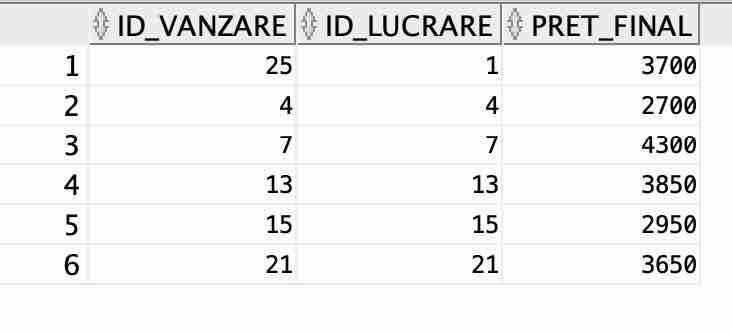 ID_VANZARE ID_LUCRARE PRET_FINAL
1 25 1 3700
2 4 4 2700
3 7 7 4300
4 13 13 3850
5 15 15 2950
6 21 21 3650